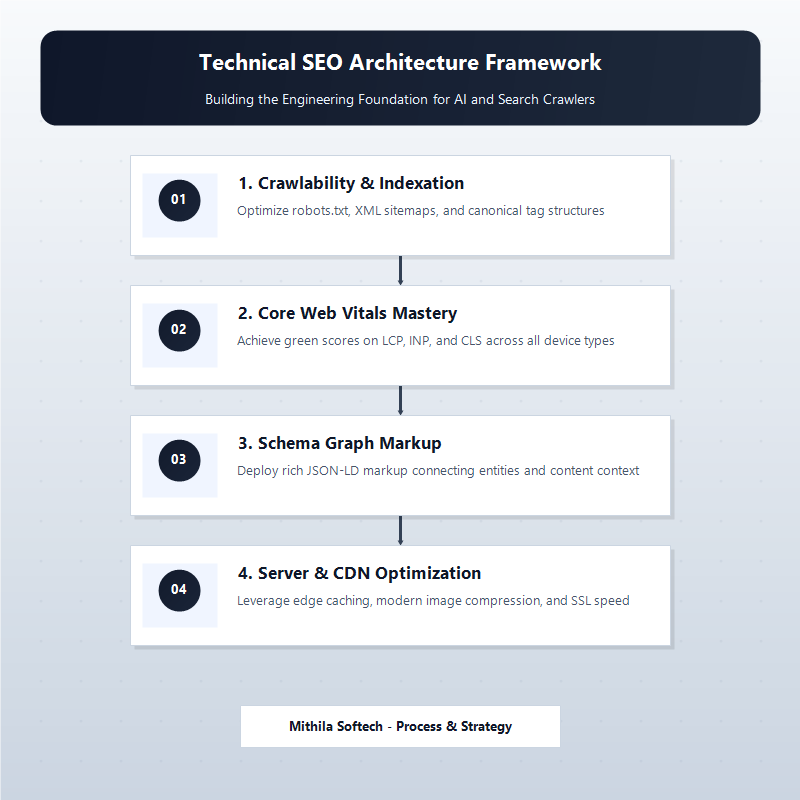 Technical SEO Architecture Framework
Building the Engineering Foundation for AI and Search Crawlers
01
1. Crawlability & Indexation
Optimize robots.txt, XML sitemaps, and canonical tag structures
02
2. Core Web Vitals Mastery
Achieve green scores on LCP, INP, and CLS across all device types
03
3. Schema Graph Markup
Deploy rich JSON-LD markup connecting entities and content context
04
4. Server & CDN Optimization
Leverage edge caching, modern image compression, and SSL speed
Mithila Softech - Process & Strategy